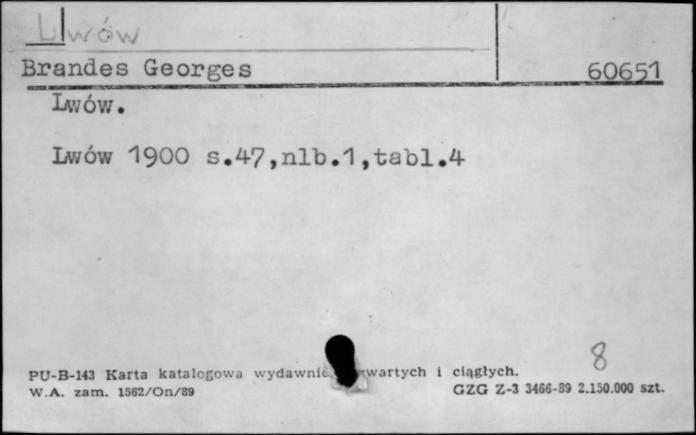 Lwów
Brandes Georges 60651
Lwów.
Lwów 1900 s.47,nlb.1,tabl.4
8
PU-B-143 Karta katalogowa wydawnic wartych i ciągłych.
W.A. zam. 1562/On/89 GZG Z-3 3466-89 2.150.000 szt.